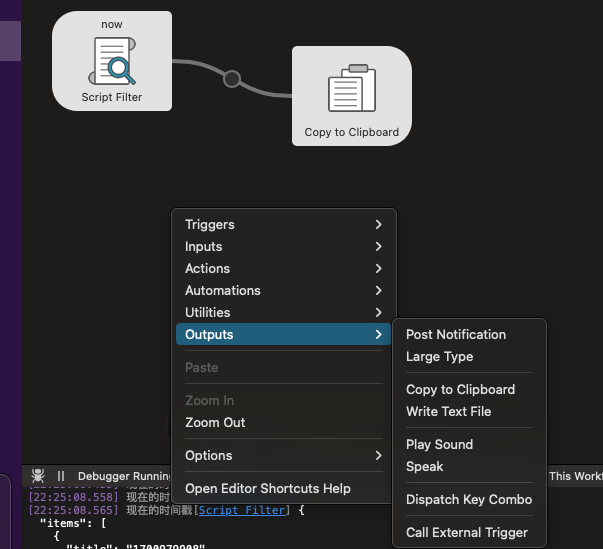 now
Script Filter
Copy to Clipboard
Triggers
Inputs
Actions
Automations
Utilities
Outputs
Paste
Zoom In
Zoom Out
Options
Open Editor Shortcuts Help
Post Notification
Large Type
Copy to Clipboard
Write Text File
Play Sound
Speak
Dispatch Key Combo
Call External Trigger
Debugger Running
This Workf
[22:25:08.558] 现在的时
[22:25:08.565] 现在的时间戳[Script Filter] {
"items": [
{
"title": "1700979908"